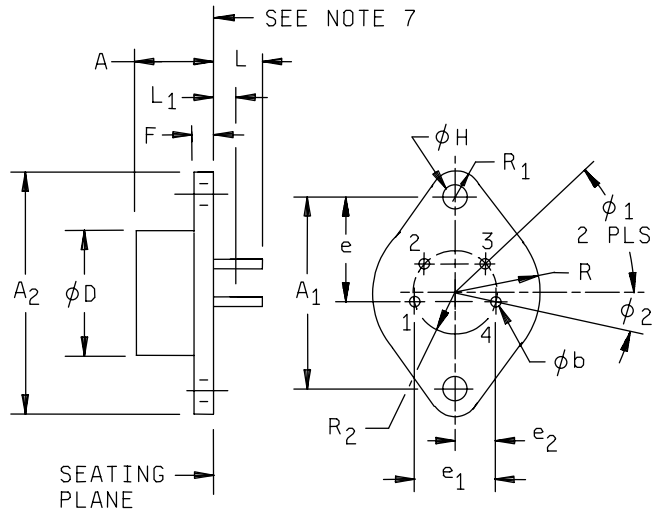 SEE NOTE 7
A
L
L1
F
ϕH
R1
ϕ1
2 PLS
2
3
e
A1
R
A2
ϕD
1
4
ϕ2
ϕb
R2
e2
e1
SEATING
PLANE